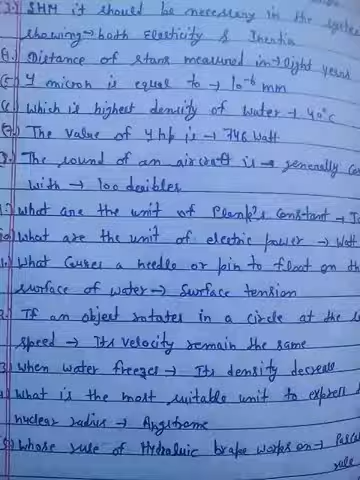 SHM it should be necessary in the system
showing → both Elasticity & Inertia
Distance of stars measured in → light years
4 micron is equal to → 10⁻⁶ mm
which is highest density of water → 40°C
The value of 4 hp is → 746 Watt
The sound of an aircraft is → generally
with → 100 decibles
what are the unit of Plank's constant →
what are the unit of electric power → Watt
what Causes a needle or pin to float on the
surface of water → Surface tension
If an object rotates in a circle at the
speed → Its velocity remain the same
when water freezes → Its density decrease
what is the most suitable unit to express
nuclear radius → Angstrome
whose rule of Hydraluic brake works on →
rule